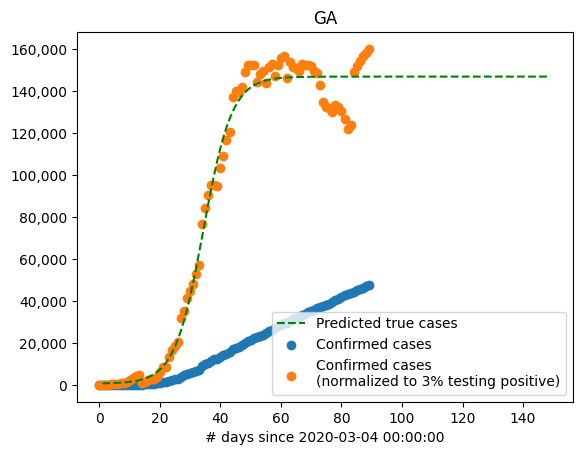 GA
160,000
140,000
120,000
100,000
80,000
60,000
40,000
20,000
0
Predicted true cases
Confirmed cases
Confirmed cases
(normalized to 3% testing positive)
0 20 40 60 80 100 120 140
# days since 2020-03-04 00:00:00